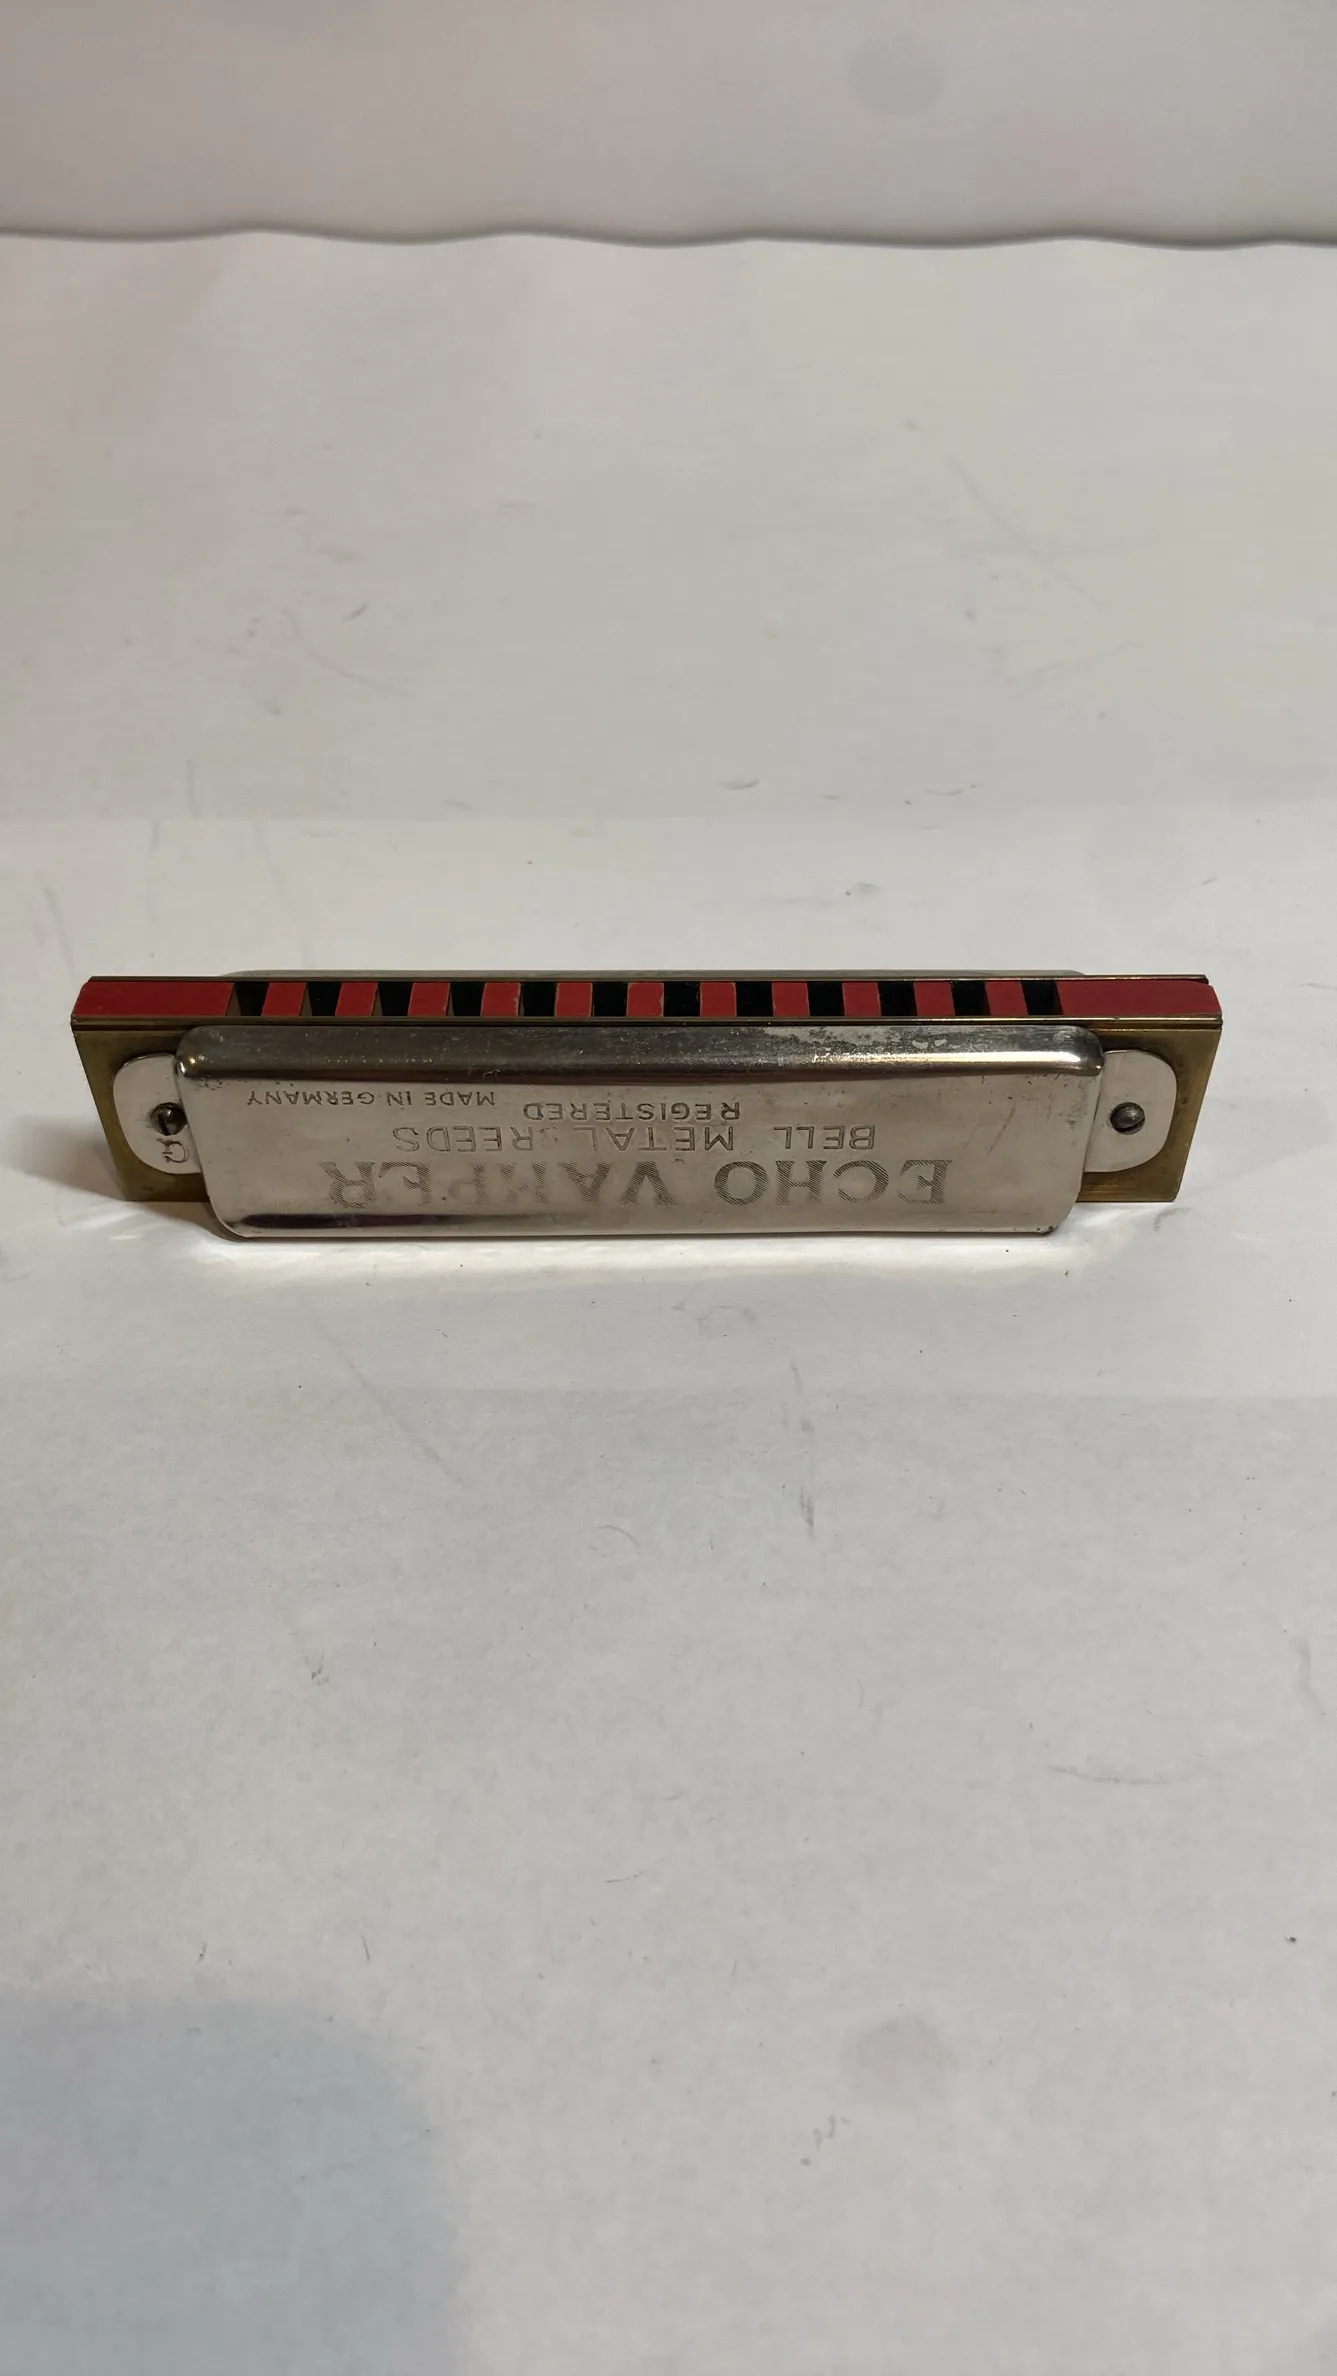 ECHO VAMPER
BELL METAL REEDS
REGISTERED
MADE IN GERMANY
G